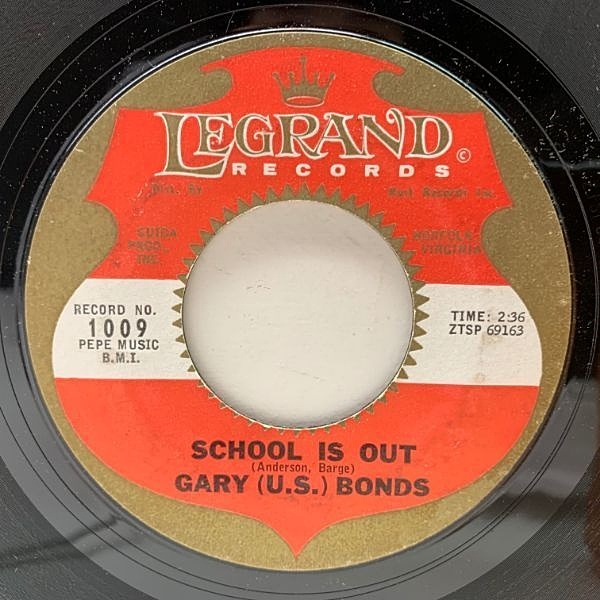 LEGRAND ©
RECORDS
Dist. By
Rust Records Inc.
GUIDA
PROD.,
INC.
NORFOLK,
VIRGINIA
RECORD NO.
1009
PEPE MUSIC
B.M.I.
TIME: 2:36
ZTSP 69163
SCHOOL IS OUT
(Anderson, Barge)
GARY (U.S.) BONDS